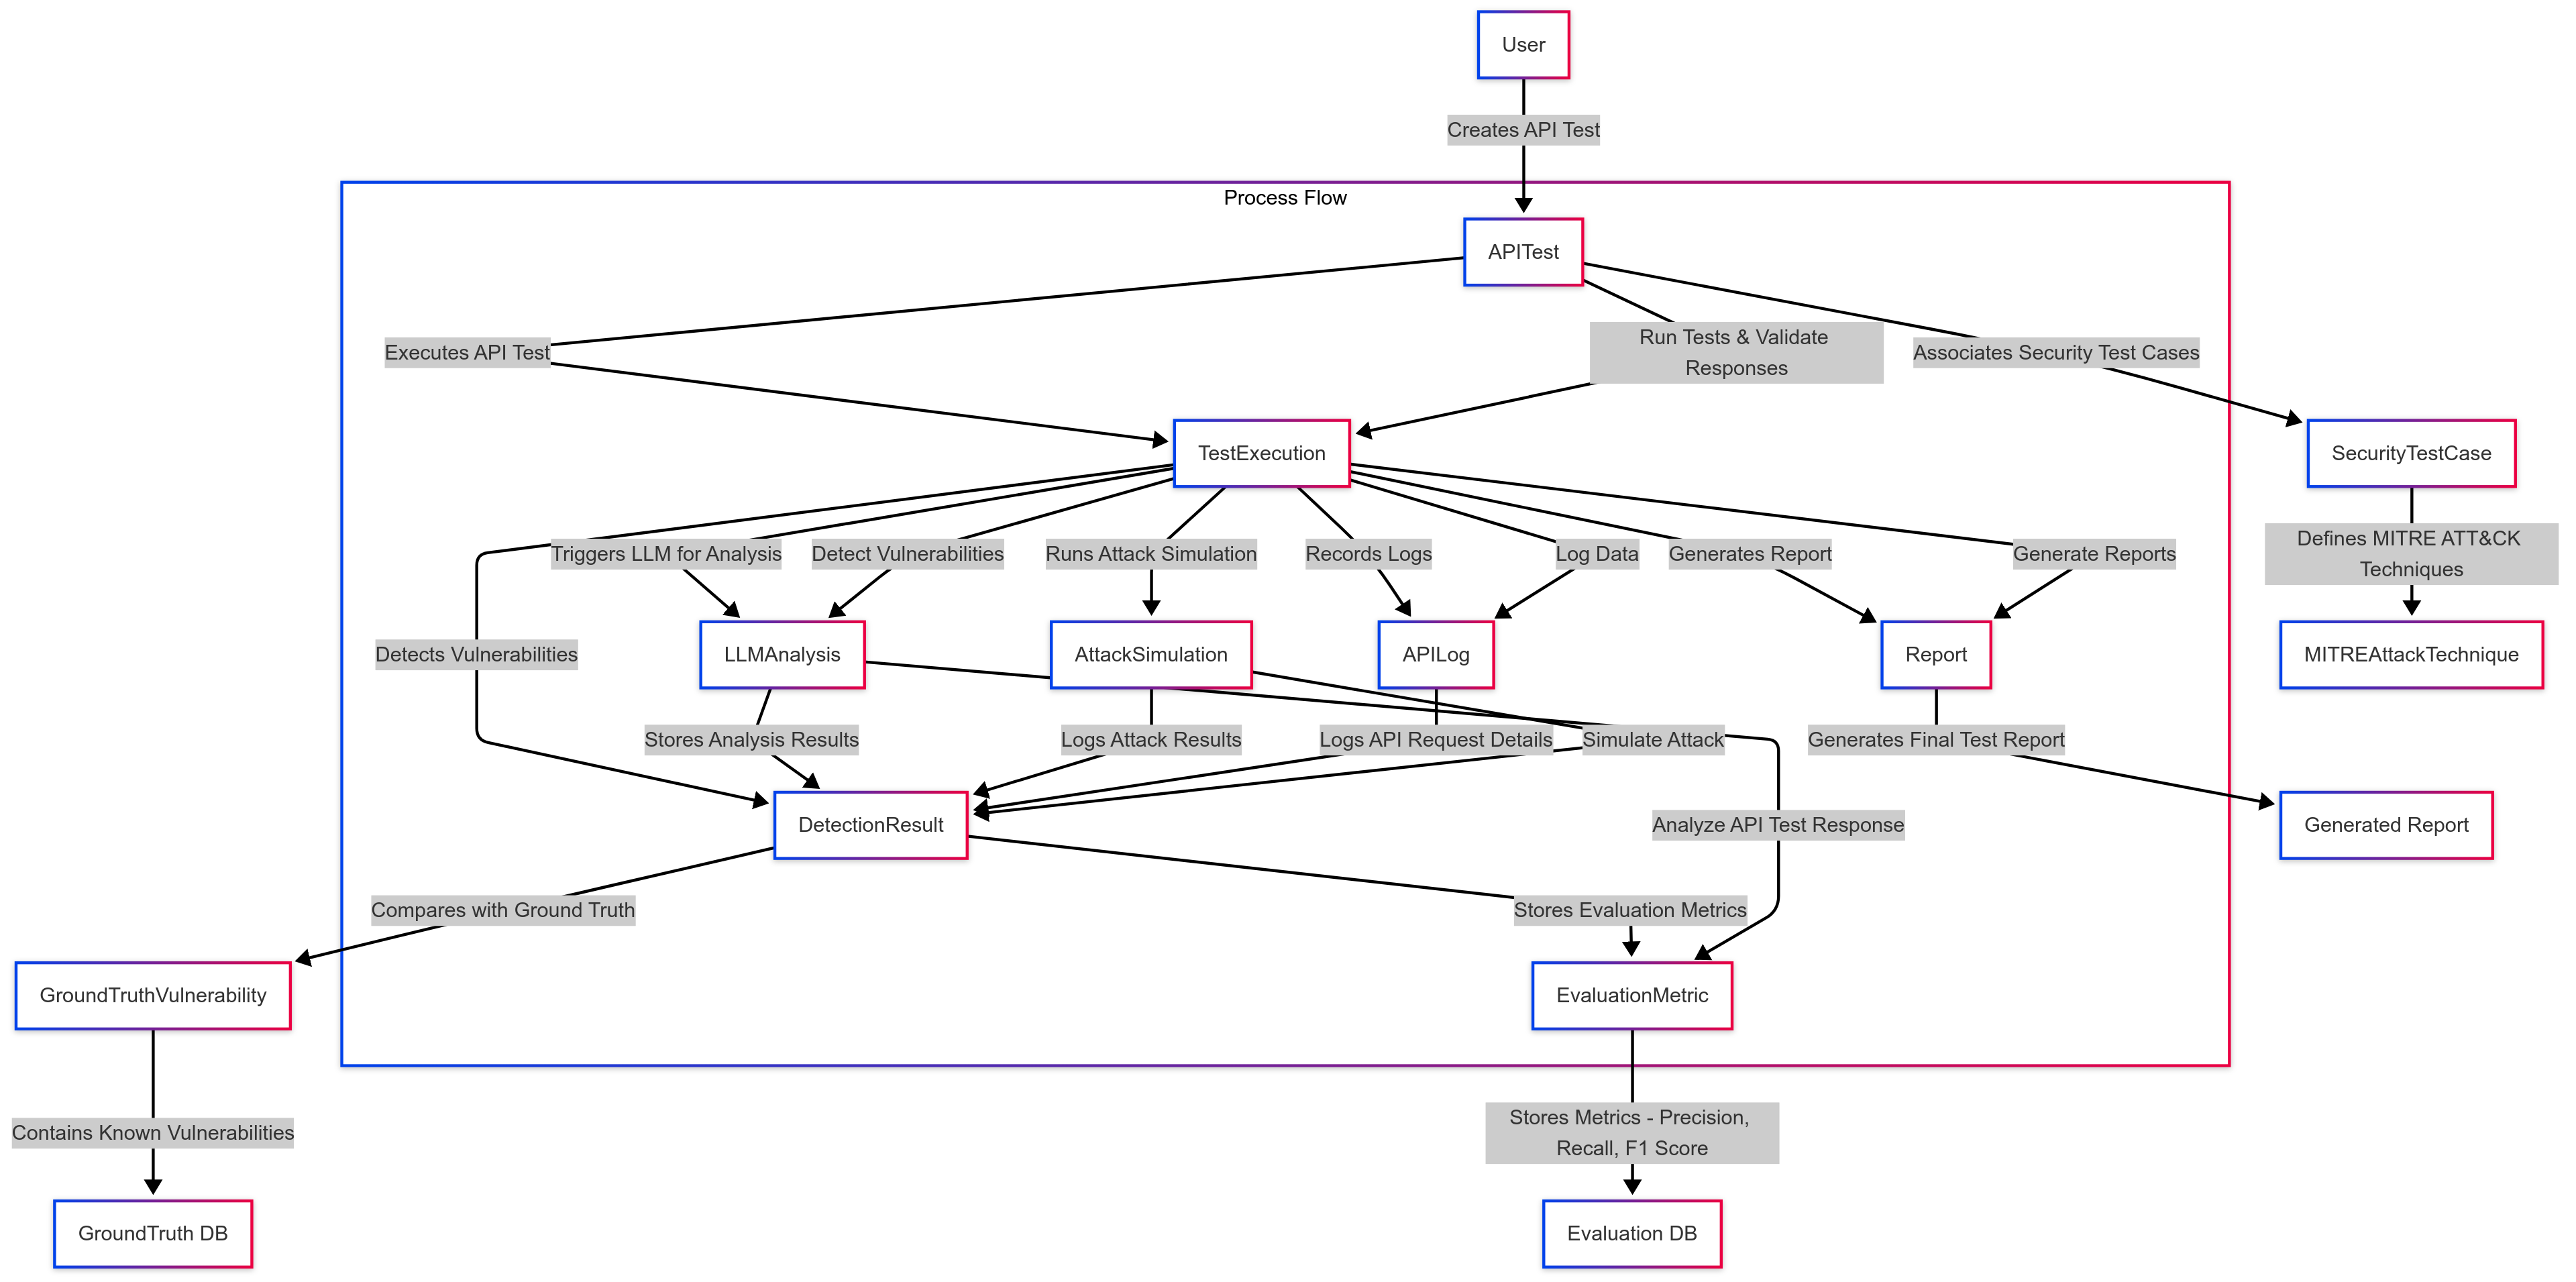 User
Creates API Test
Process Flow
APITest
Executes API Test
Run Tests & Validate
Responses
Associates Security Test Cases
TestExecution
SecurityTestCase
Triggers LLM for Analysis
Detect Vulnerabilities
Runs Attack Simulation
Records Logs
Log Data
Generates Report
Generate Reports
Defines MITRE ATT&CK
Techniques
Detects Vulnerabilities
LLMAnalysis
AttackSimulation
APILog
Report
MITREAttackTechnique
Stores Analysis Results
Logs Attack Results
Logs API Request Details
Simulate Attack
Generates Final Test Report
DetectionResult
Analyze API Test Response
Generated Report
Compares with Ground Truth
Stores Evaluation Metrics
GroundTruthVulnerability
EvaluationMetric
Contains Known Vulnerabilities
Stores Metrics - Precision,
Recall, F1 Score
GroundTruth DB
Evaluation DB